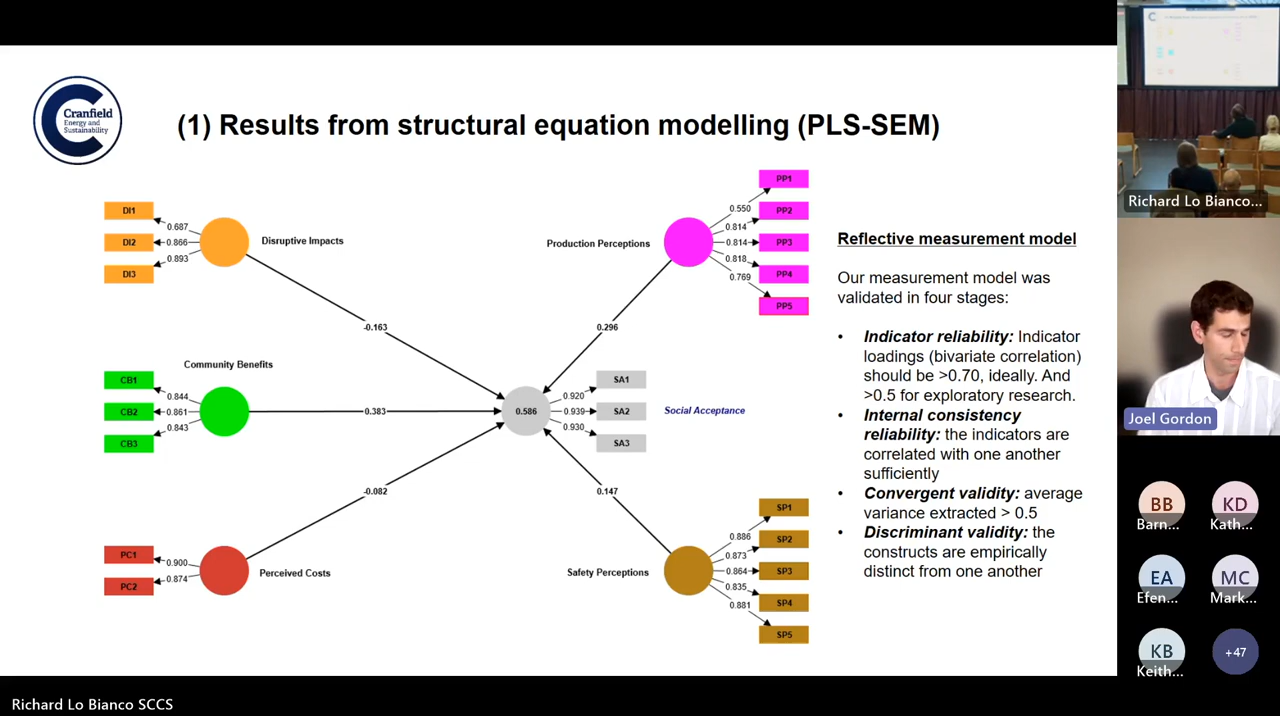 Cranfield
Energy and
Sustainability
(1) Results from structural equation modelling (PLS-SEM)
DI1
DI2
DI3
0.687
0.866
0.893
Disruptive Impacts
-0.163
Community Benefits
CB1
CB2
CB3
0.844
0.861
0.843
0.383
PC1
PC2
0.900
0.874
Perceived Costs
-0.082
Production Perceptions
PP1
PP2
PP3
PP4
PP5
0.550
0.814
0.814
0.818
0.769
0.296
0.586
0.920
0.939
0.930
SA1
SA2
SA3
Social Acceptance
0.147
Safety Perceptions
0.886
0.873
0.864
0.835
0.881
SP1
SP2
SP3
SP4
SP5
Reflective measurement model
Our measurement model was
validated in four stages:
• Indicator reliability: Indicator
loadings (bivariate correlation)
should be >0.70, ideally. And
>0.5 for exploratory research.
• Internal consistency
reliability: the indicators are
correlated with one another
sufficiently
• Convergent validity: average
variance extracted > 0.5
• Discriminant validity: the
constructs are empirically
distinct from one another
Richard Lo Bianco...
Joel Gordon
BB
Barn...
KD
Kath...
EA
Efen...
MC
Mark...
KB
Keith...
+47
Richard Lo Bianco SCCS